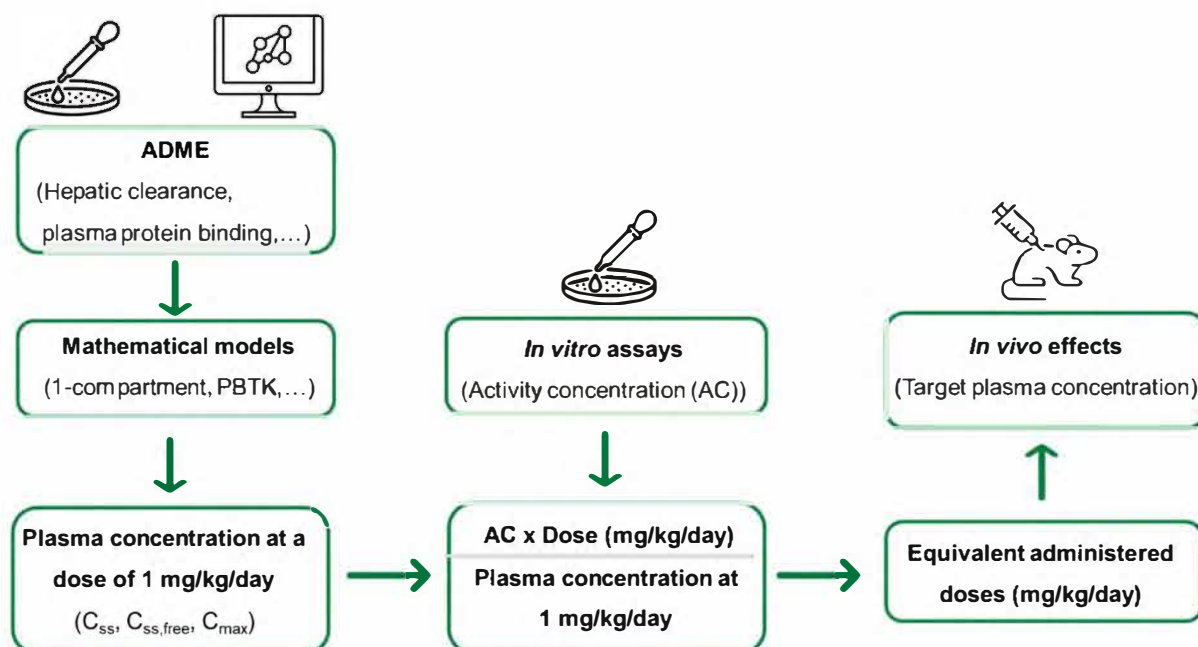 ADME
(Hepatic clearance,
plasma protein binding,…)
Mathematical models
(1-compartment, PBTK,…)
Plasma concentration at a
dose of 1 mg/kg/day
(Css, Css,free, Cmax)
In vitro assays
(Activity concentration (AC))
AC x Dose (mg/kg/day)
Plasma concentration at
1 mg/kg/day
In vivo effects
(Target plasma concentration)
Equivalent administered
doses (mg/kg/day)